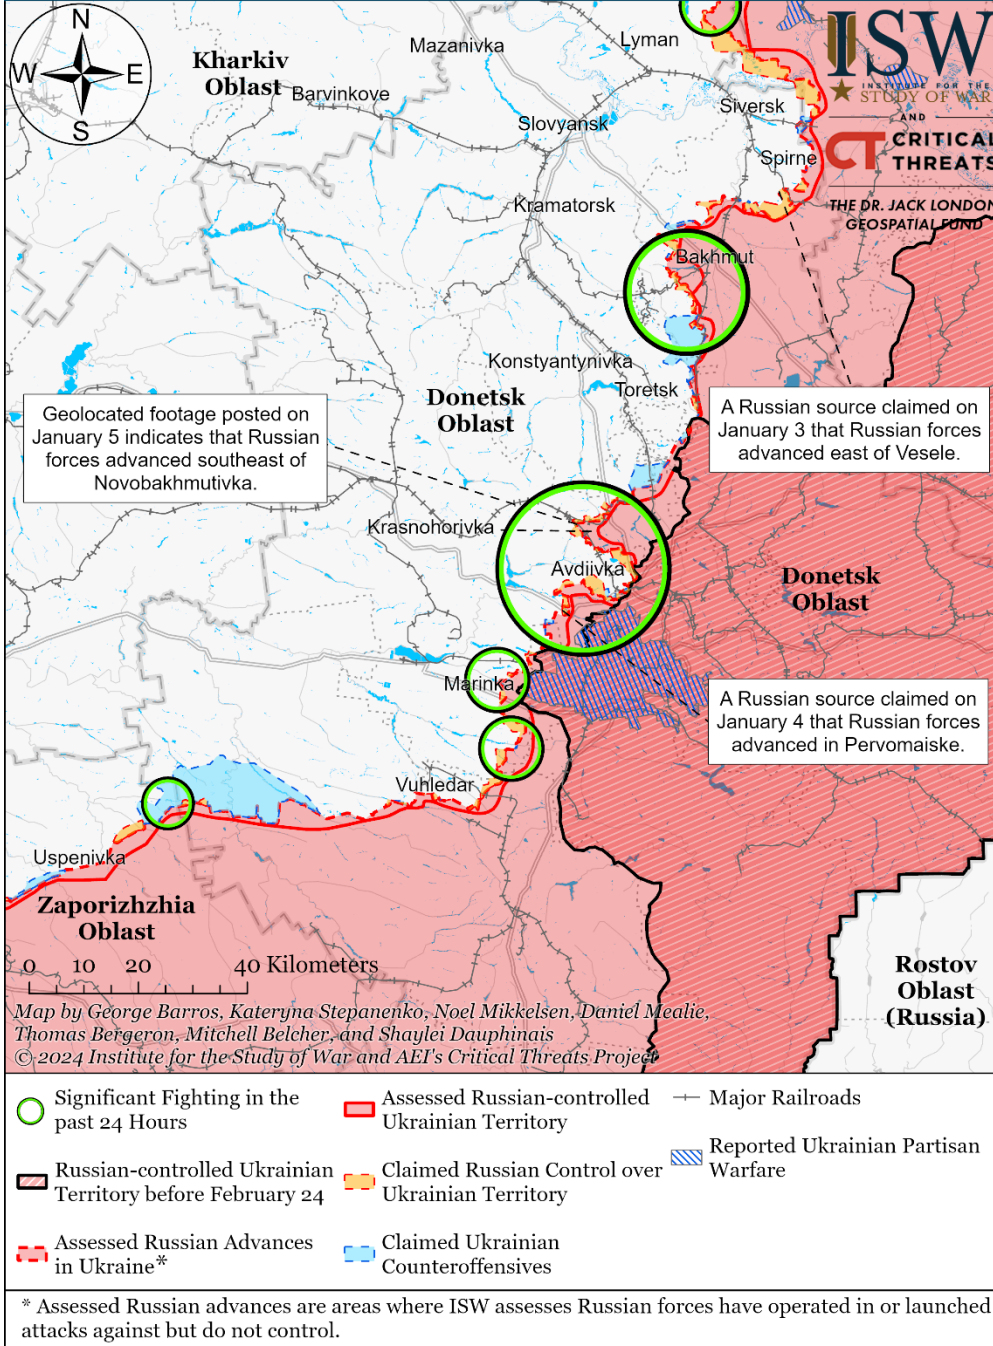 N
W
E
S
Kharkiv
Oblast
Mazanivka
Lyman
Barvinkove
Slovyansk
Siversk
Spirne
Kramatorsk
ISW
INSTITUTE FOR THE
STUDY OF WAR
AND
CT CRITICAL
THREATS
THE DR. JACK LONDON
GEOSPATIAL FUND
Bakhmut
Konstyantynivka
Toretsk
Donetsk
Oblast
Geolocated footage posted on
January 5 indicates that Russian
forces advanced southeast of
Novobakhmutivka.
A Russian source claimed on
January 3 that Russian forces
advanced east of Vesele.
Krasnohorivka
Avdiivka
Donetsk
Oblast
Marinka
A Russian source claimed on
January 4 that Russian forces
advanced in Pervomaiske.
Vuhledar
Uspenivka
Zaporizhzhia
Oblast
Rostov
Oblast
(Russia)
0 10 20 40 Kilometers
Map by George Barros, Kateryna Stepanenko, Noel Mikkelsen, Daniel Mealie,
Thomas Bergeron, Mitchell Belcher, and Shaylei Dauphinais
© 2024 Institute for the Study of War and AEI's Critical Threats Project
Significant Fighting in the
past 24 Hours
Russian-controlled Ukrainian
Territory before February 24
Assessed Russian Advances
in Ukraine*
Assessed Russian-controlled
Ukrainian Territory
Claimed Russian Control over
Ukrainian Territory
Claimed Ukrainian
Counteroffensives
Major Railroads
Reported Ukrainian Partisan
Warfare
* Assessed Russian advances are areas where ISW assesses Russian forces have operated in or launched
attacks against but do not control.